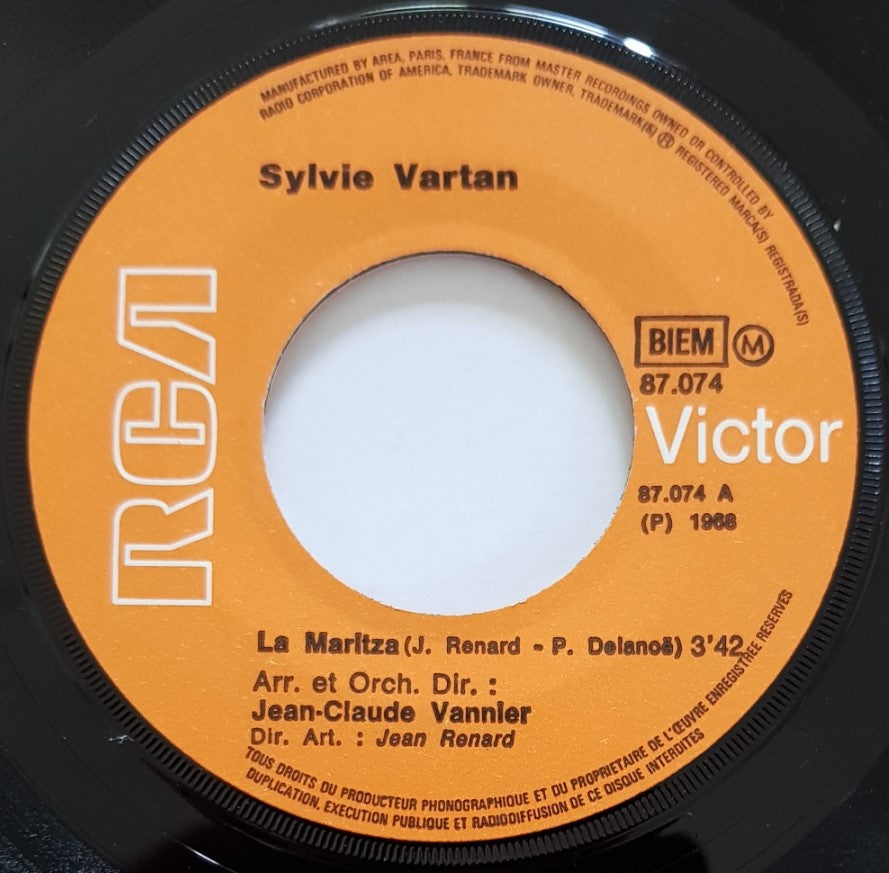 MANUFACTURED BY AREA, PARIS, FRANCE FROM MASTER RECORDINGS OWNED OR CONTROLLED BY
RADIO CORPORATION OF AMERICA, TRADEMARK OWNER, TRADEMARK(S) ® REGISTERED MARCA(S) REGISTRADA(S)
Sylvie Vartan
RCA
BIEM M
87.074
Victor
87.074 A
(P) 1968
La Maritza (J. Renard - P. Delanoë) 3'42
Arr. et Orch. Dir. :
Jean-Claude Vannier
Dir. Art. : Jean Renard
TOUS DROITS DU PRODUCTEUR PHONOGRAPHIQUE ET DU PROPRIETAIRE DE L'ŒUVRE ENREGISTREE RESERVES
DUPLICATION, EXECUTION PUBLIQUE ET RADIODIFFUSION DE CE DISQUE INTERDITES